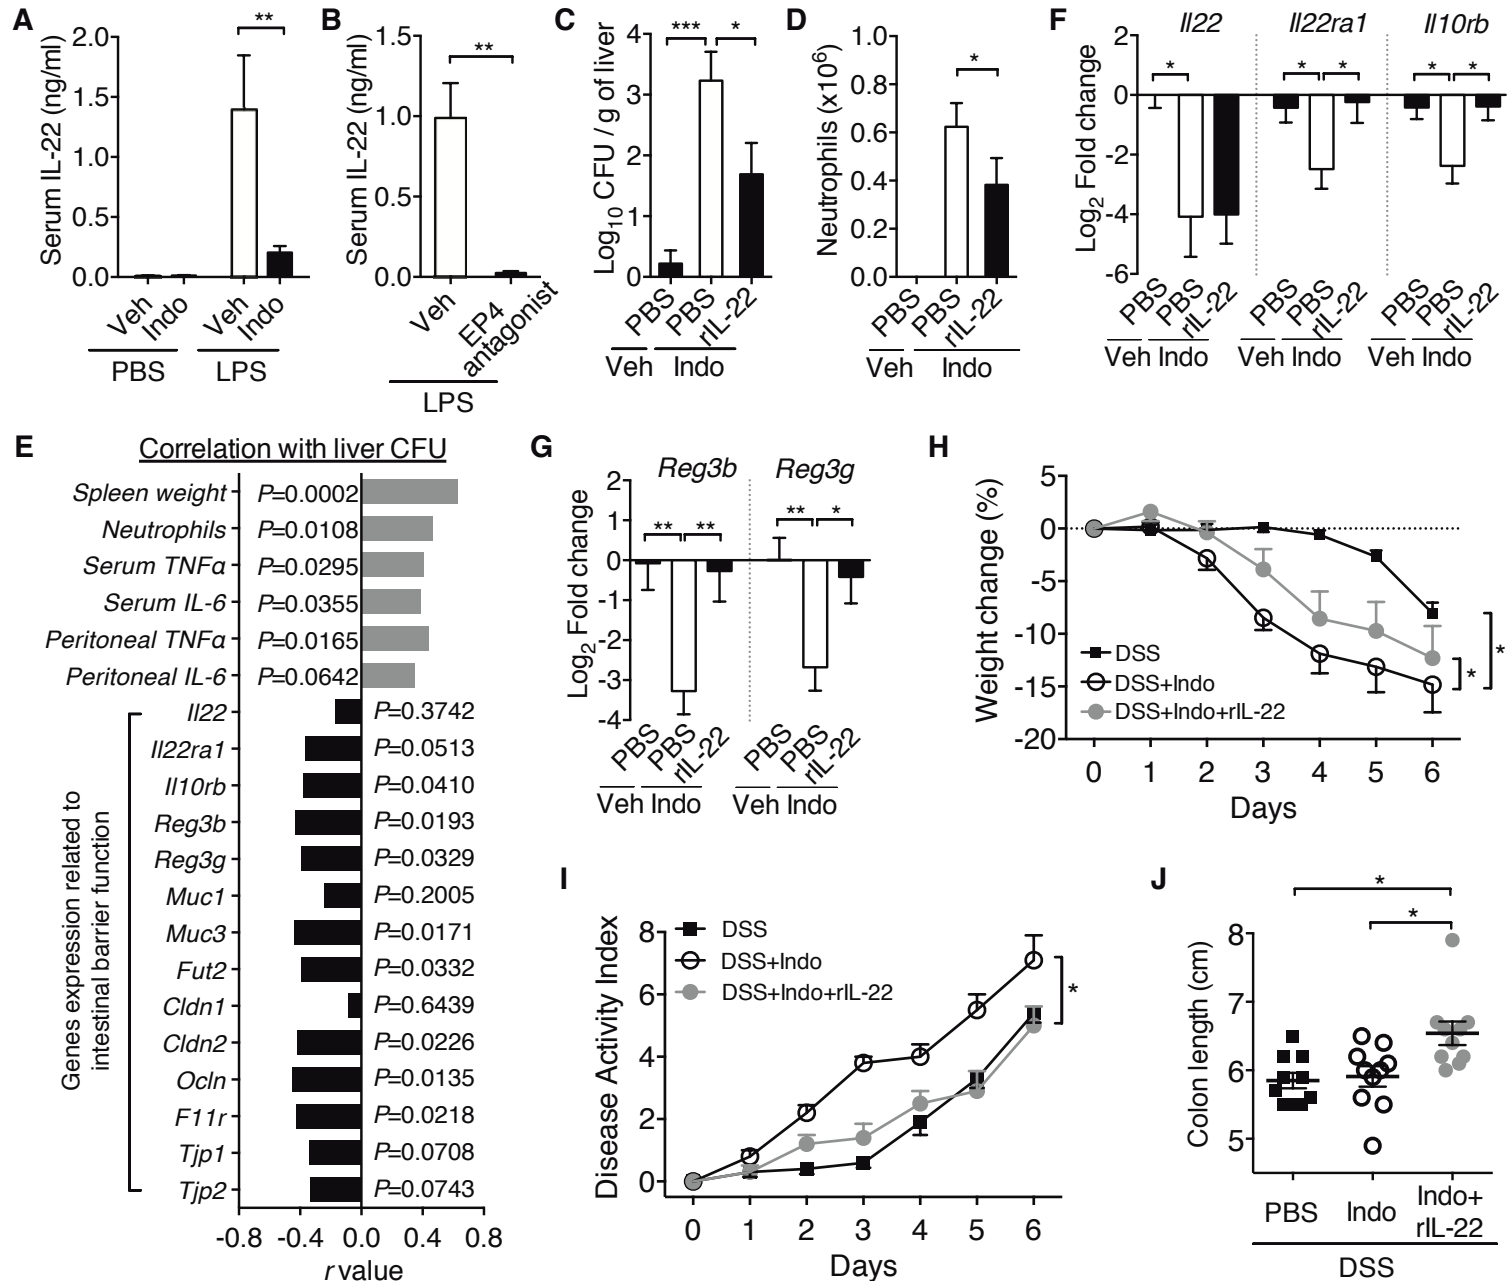 A
Serum IL-22 (ng/ml)
2.0
1.5
1.0
0.5
0.0
**
Veh
Indo
Veh
Indo
PBS
LPS
B
Serum IL-22 (ng/ml)
1.5
1.0
0.5
0.0
**
Veh
EP4
antagonist
LPS
C
Log10 CFU / g of liver
4
3
2
1
0
***
*
PBS
PBS
rIL-22
Veh
Indo
D
Neutrophils (x10^6)
1.0
0.8
0.6
0.4
0.2
0.0
*
PBS
PBS
rIL-22
Veh
Indo
F
Il22
Il22ra1
Il10rb
Log2 Fold change
2
0
-2
-4
-6
*
* *
* *
PBS
PBS
rIL-22
PBS
PBS
rIL-22
PBS
PBS
rIL-22
Veh Indo
Veh Indo
Veh Indo
E
Correlation with liver CFU
Spleen weight P=0.0002
Neutrophils P=0.0108
Serum TNFα P=0.0295
Serum IL-6 P=0.0355
Peritoneal TNFα P=0.0165
Peritoneal IL-6 P=0.0642
Il22 P=0.3742
Il22ra1 P=0.0513
Il10rb P=0.0410
Reg3b P=0.0193
Reg3g P=0.0329
Muc1 P=0.2005
Muc3 P=0.0171
Fut2 P=0.0332
Cldn1 P=0.6439
Cldn2 P=0.0226
Ocln P=0.0135
F11r P=0.0218
Tjp1 P=0.0708
Tjp2 P=0.0743
Genes expression related to
intestinal barrier function
-0.8 -0.4 0.0 0.4 0.8
r value
G
Reg3b
Reg3g
Log2 Fold change
2
1
0
-1
-2
-3
-4
** **
** *
PBS
PBS
rIL-22
PBS
PBS
rIL-22
Veh Indo
Veh Indo
H
Weight change (%)
5
0
-5
-10
-15
-20
DSS
DSS+Indo
DSS+Indo+rIL-22
*
*
0 1 2 3 4 5 6
Days
I
Disease Activity Index
8
6
4
2
0
DSS
DSS+Indo
DSS+Indo+rIL-22
*
0 1 2 3 4 5 6
Days
J
Colon length (cm)
8
7
6
5
*
*
PBS
Indo
Indo+
rIL-22
DSS